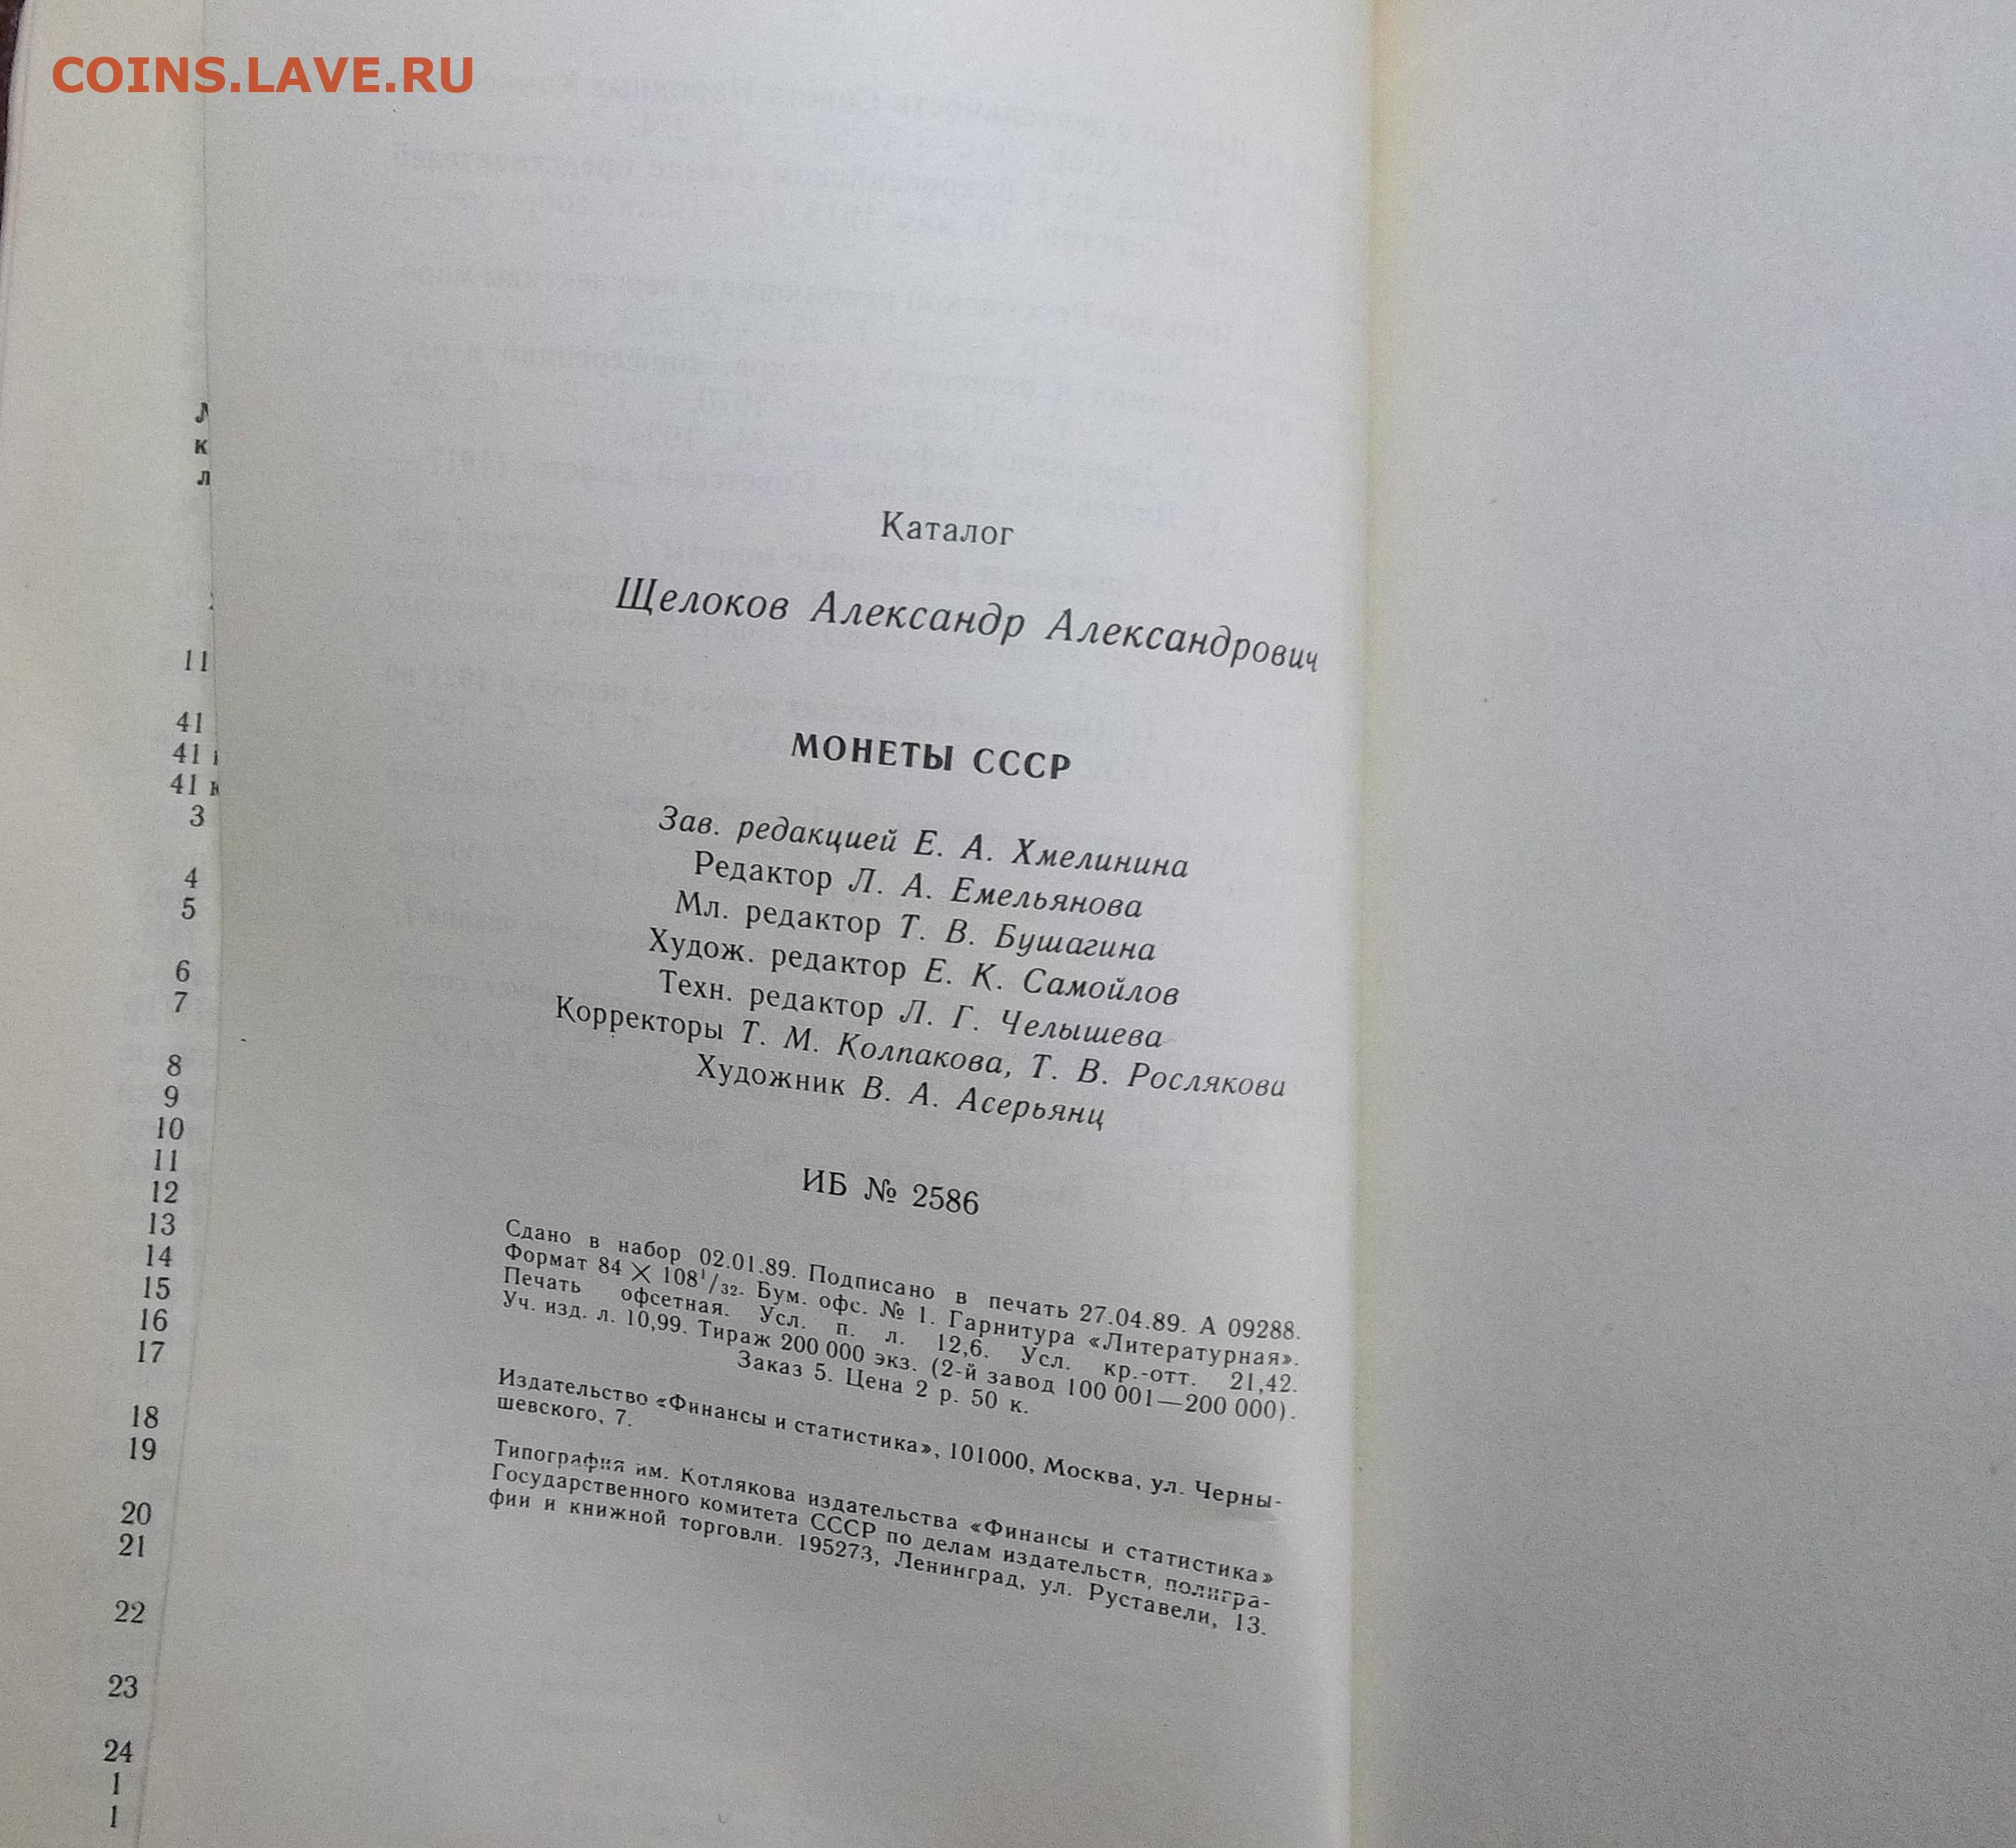 COINS.LAVE.RU
к
л
11
41
41
41 к
3
4
5
6
7
8
9
10
11
12
13
14
15
16
17
18
19
20
21
22
23
24
1
1
Каталог
Щелоков Александр Александрович
МОНЕТЫ СССР
Зав. редакцией Е. А. Хмелинина
Редактор Л. А. Емельянова
Мл. редактор Т. В. Бушагина
Худож. редактор Е. К. Самойлов
Техн. редактор Л. Г. Челышева
Корректоры Т. М. Колпакова, Т. В. Рослякова
Художник В. А. Асерьянц
ИБ № 2586
Сдано в набор 02.01.89. Подписано в печать 27.04.89. А 09288.
Формат 84 × 108¹/₃₂. Бум. офс. № 1. Гарнитура «Литературная».
Печать офсетная. Усл. п. л. 12,6. Усл. кр.-отт. 21,42.
Уч. изд. л. 10,99. Тираж 200 000 экз. (2-й завод 100 001—200 000).
Заказ 5. Цена 2 р. 50 к.
Издательство «Финансы и статистика», 101000, Москва, ул. Черны-
шевского, 7.
Типография им. Котлякова издательства «Финансы и статистика»
Государственного комитета СССР по делам издательств, полигра-
фии и книжной торговли. 195273, Ленинград, ул. Руставели, 13.